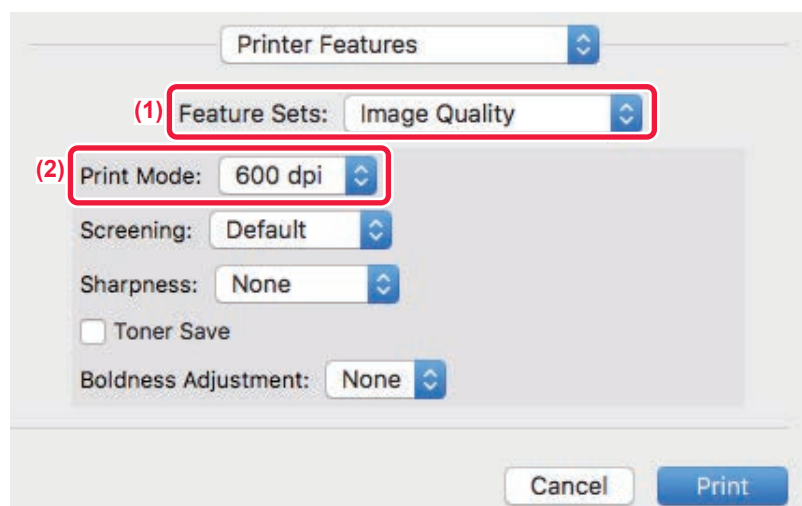 Printer Features
(1) Feature Sets: Image Quality
(2) Print Mode: 600 dpi
Screening: Default
Sharpness: None
Toner Save
Boldness Adjustment: None
Cancel Print